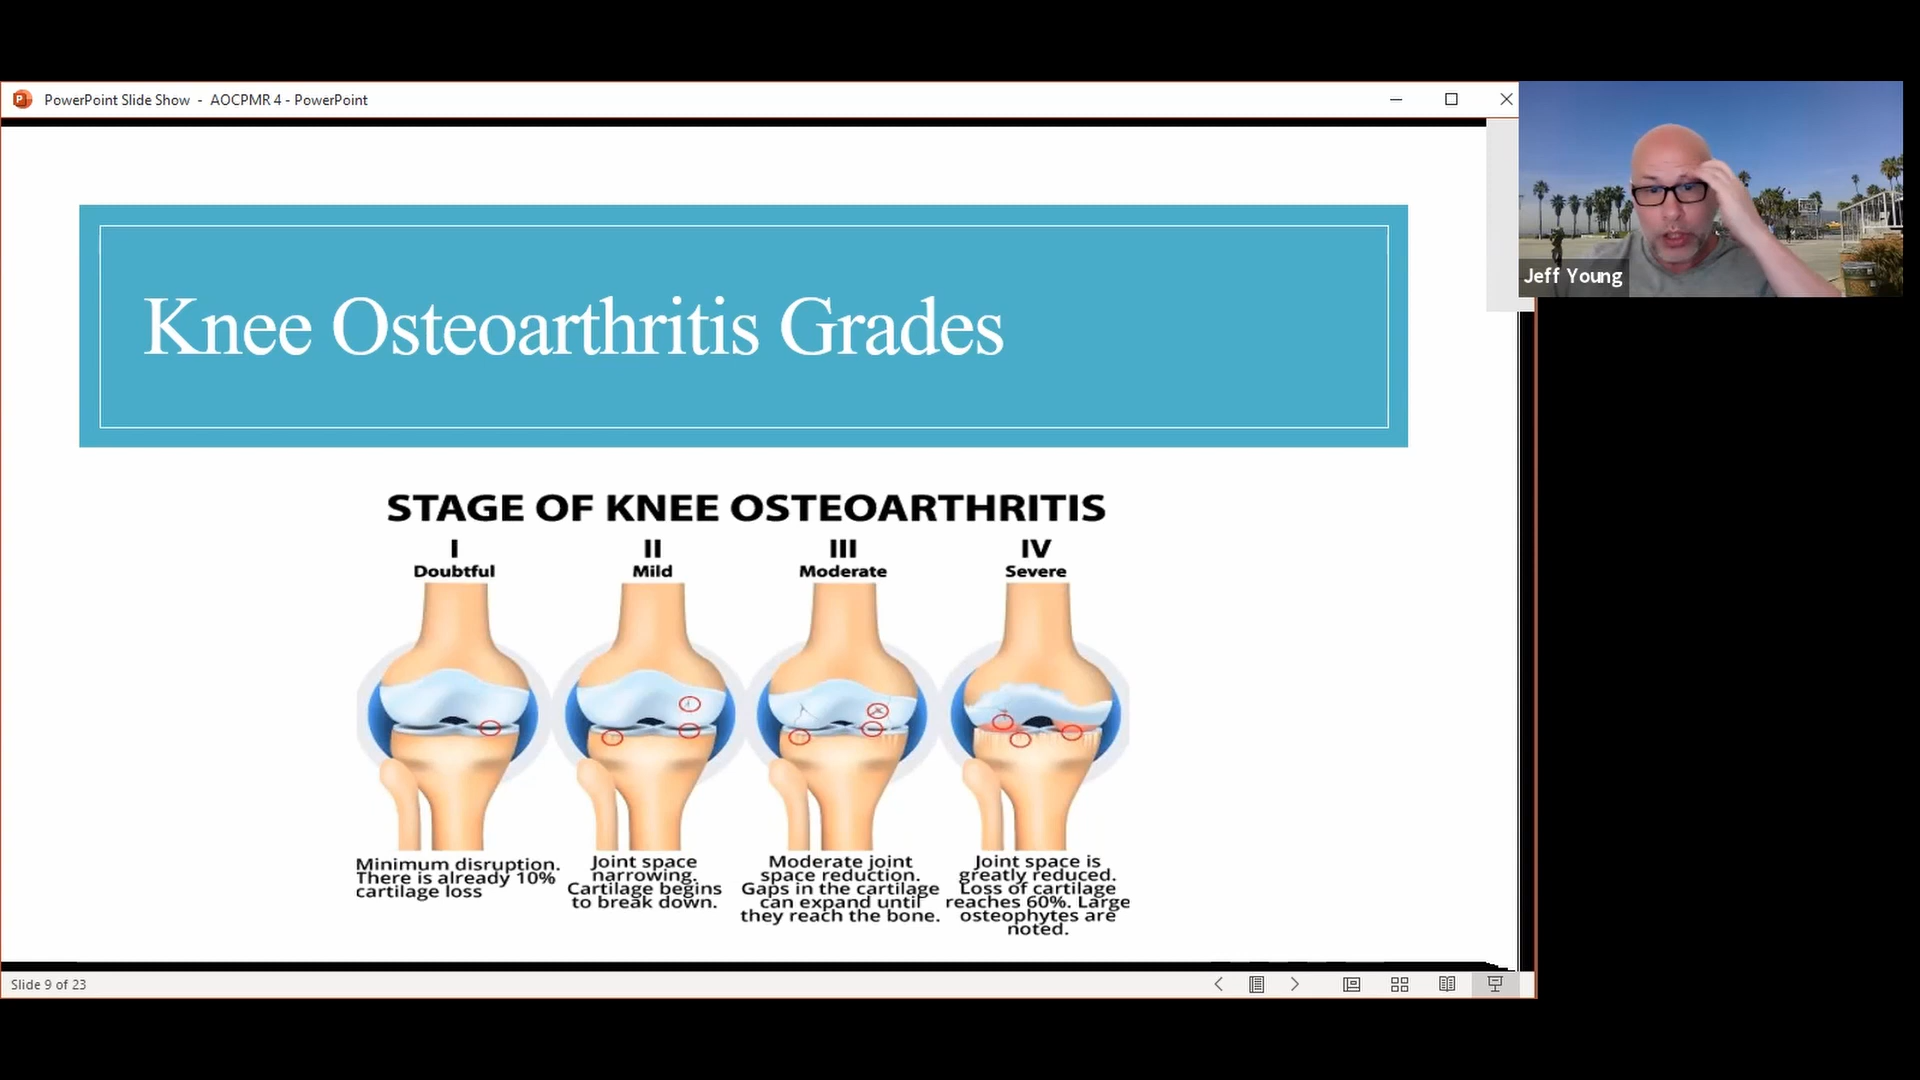 PowerPoint Slide Show - AOCPMR 4 - PowerPoint
Jeff Young
Knee Osteoarthritis Grades
STAGE OF KNEE OSTEOARTHRITIS
I
Doubtful
II
Mild
III
Moderate
IV
Severe
Minimum disruption.
There is already 10%
cartilage loss
Joint space
narrowing.
Cartilage begins
to break down.
Moderate joint
space reduction.
Gaps in the cartilage
can expand until
they reach the bone.
Joint space is
greatly reduced.
Loss of cartilage
reaches 60%. Large
osteophytes are
noted.
Slide 9 of 23